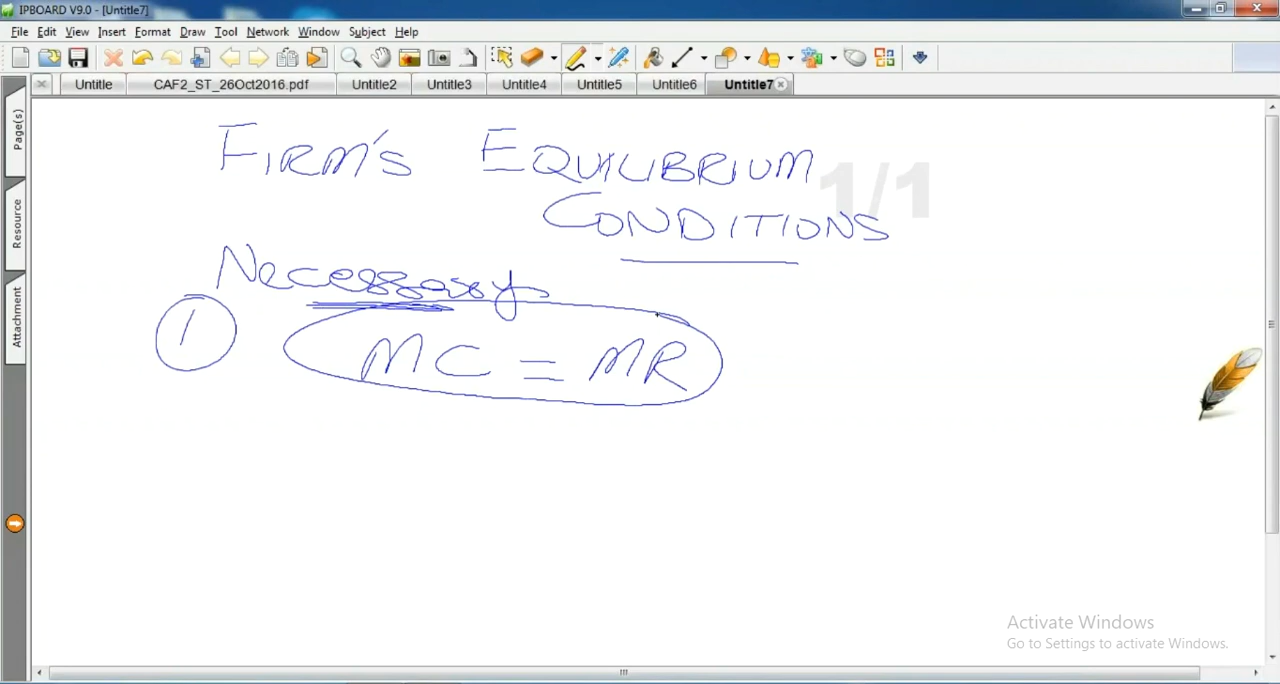 IPBOARD V9.0 - [Untitle7]
File Edit View Insert Format Draw Tool Network Window Subject Help
Untitle CAF2_ST_26Oct2016.pdf Untitle2 Untitle3 Untitle4 Untitle5 Untitle6 Untitle7
Page(s)
Resource
Attachment
FIRM'S EQUILIBRIUM
1/1
CONDITIONS
Necessary
1 MC = MR
Activate Windows
Go to Settings to activate Windows.